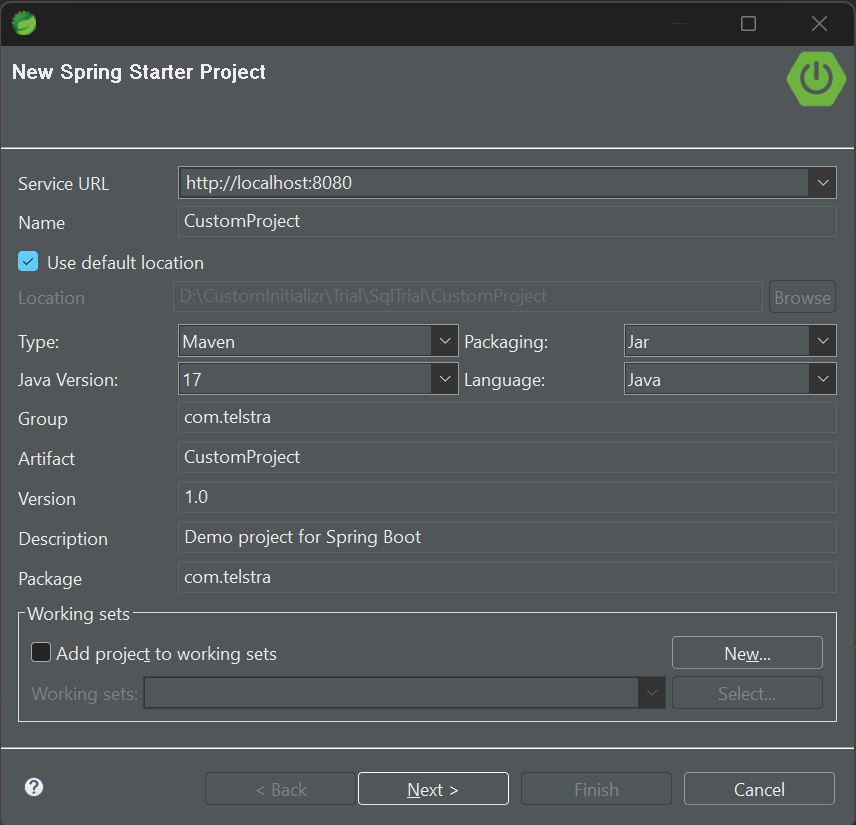 New Spring Starter Project
Service URL http://localhost:8080
Name CustomProject
Use default location
Location D:\CustomInitializr\Trial\SqlTrial\CustomProject Browse
Type: Maven Packaging: Jar
Java Version: 17 Language: Java
Group com.telstra
Artifact CustomProject
Version 1.0
Description Demo project for Spring Boot
Package com.telstra
Working sets
Add project to working sets New...
Working sets: Select...
? < Back Next > Finish Cancel